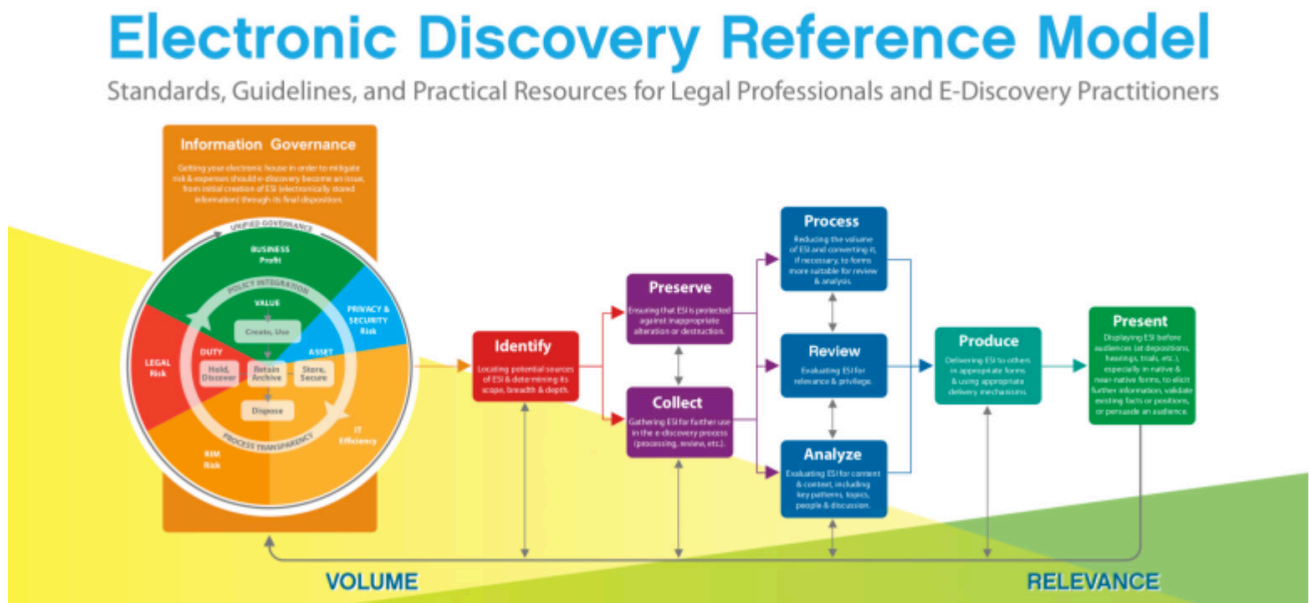 Electronic Discovery Reference Model
Standards, Guidelines, and Practical Resources for Legal Professionals and E-Discovery Practitioners
Information Governance
Getting your electronic house in order to mitigate
risk & expenses should e-discovery become an issue,
from initial creation of ESI (electronically stored
information) through its final disposition.
UNIFIED GOVERNANCE
BUSINESS
Profit
POLICY INTEGRATION
VALUE
Create, Use
PRIVACY &
SECURITY
Risk
LEGAL
Risk
DUTY
ASSET
Hold,
Discover
Retain
Archive
Store,
Secure
Dispose
PROCESS TRANSPARENCY
RIM
Risk
IT
Efficiency
Identify
Locating potential sources
of ESI & determining its
scope, breadth & depth.
Preserve
Ensuring that ESI is protected
against inappropriate
alteration or destruction.
Collect
Gathering ESI for further use
in the e-discovery process
(processing, review, etc.).
Process
Reducing the volume
of ESI and converting it,
if necessary, to forms
more suitable for review
& analysis.
Review
Evaluating ESI for
relevance & privilege.
Analyze
Evaluating ESI for content
& context, including
key patterns, topics,
people & discussion.
Produce
Delivering ESI to others
in appropriate forms
& using appropriate
delivery mechanisms.
Present
Displaying ESI before
audiences (at depositions,
hearings, trials, etc.),
especially in native &
near-native forms, to elicit
further information, validate
existing facts or positions,
or persuade an audience.
VOLUME
RELEVANCE